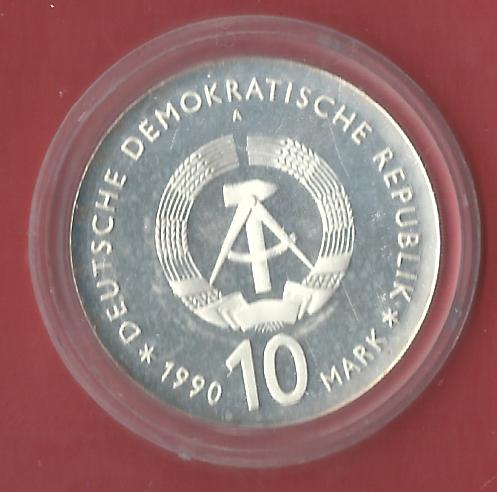 DEUTSCHE DEMOKRATISCHE REPUBLIK
A
* 1990 10 MARK *